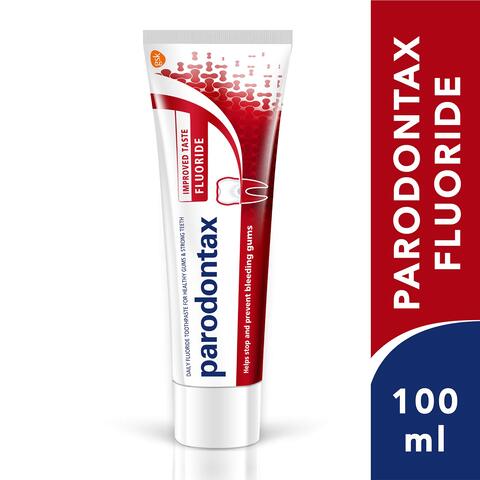 gsk
IMPROVED TASTE
FLUORIDE
DAILY FLUORIDE TOOTHPASTE FOR HEALTHY GUMS & STRONG TEETH
parodontax
Helps stop and prevent bleeding gums
PARODONTAX
FLUORIDE
100
ml